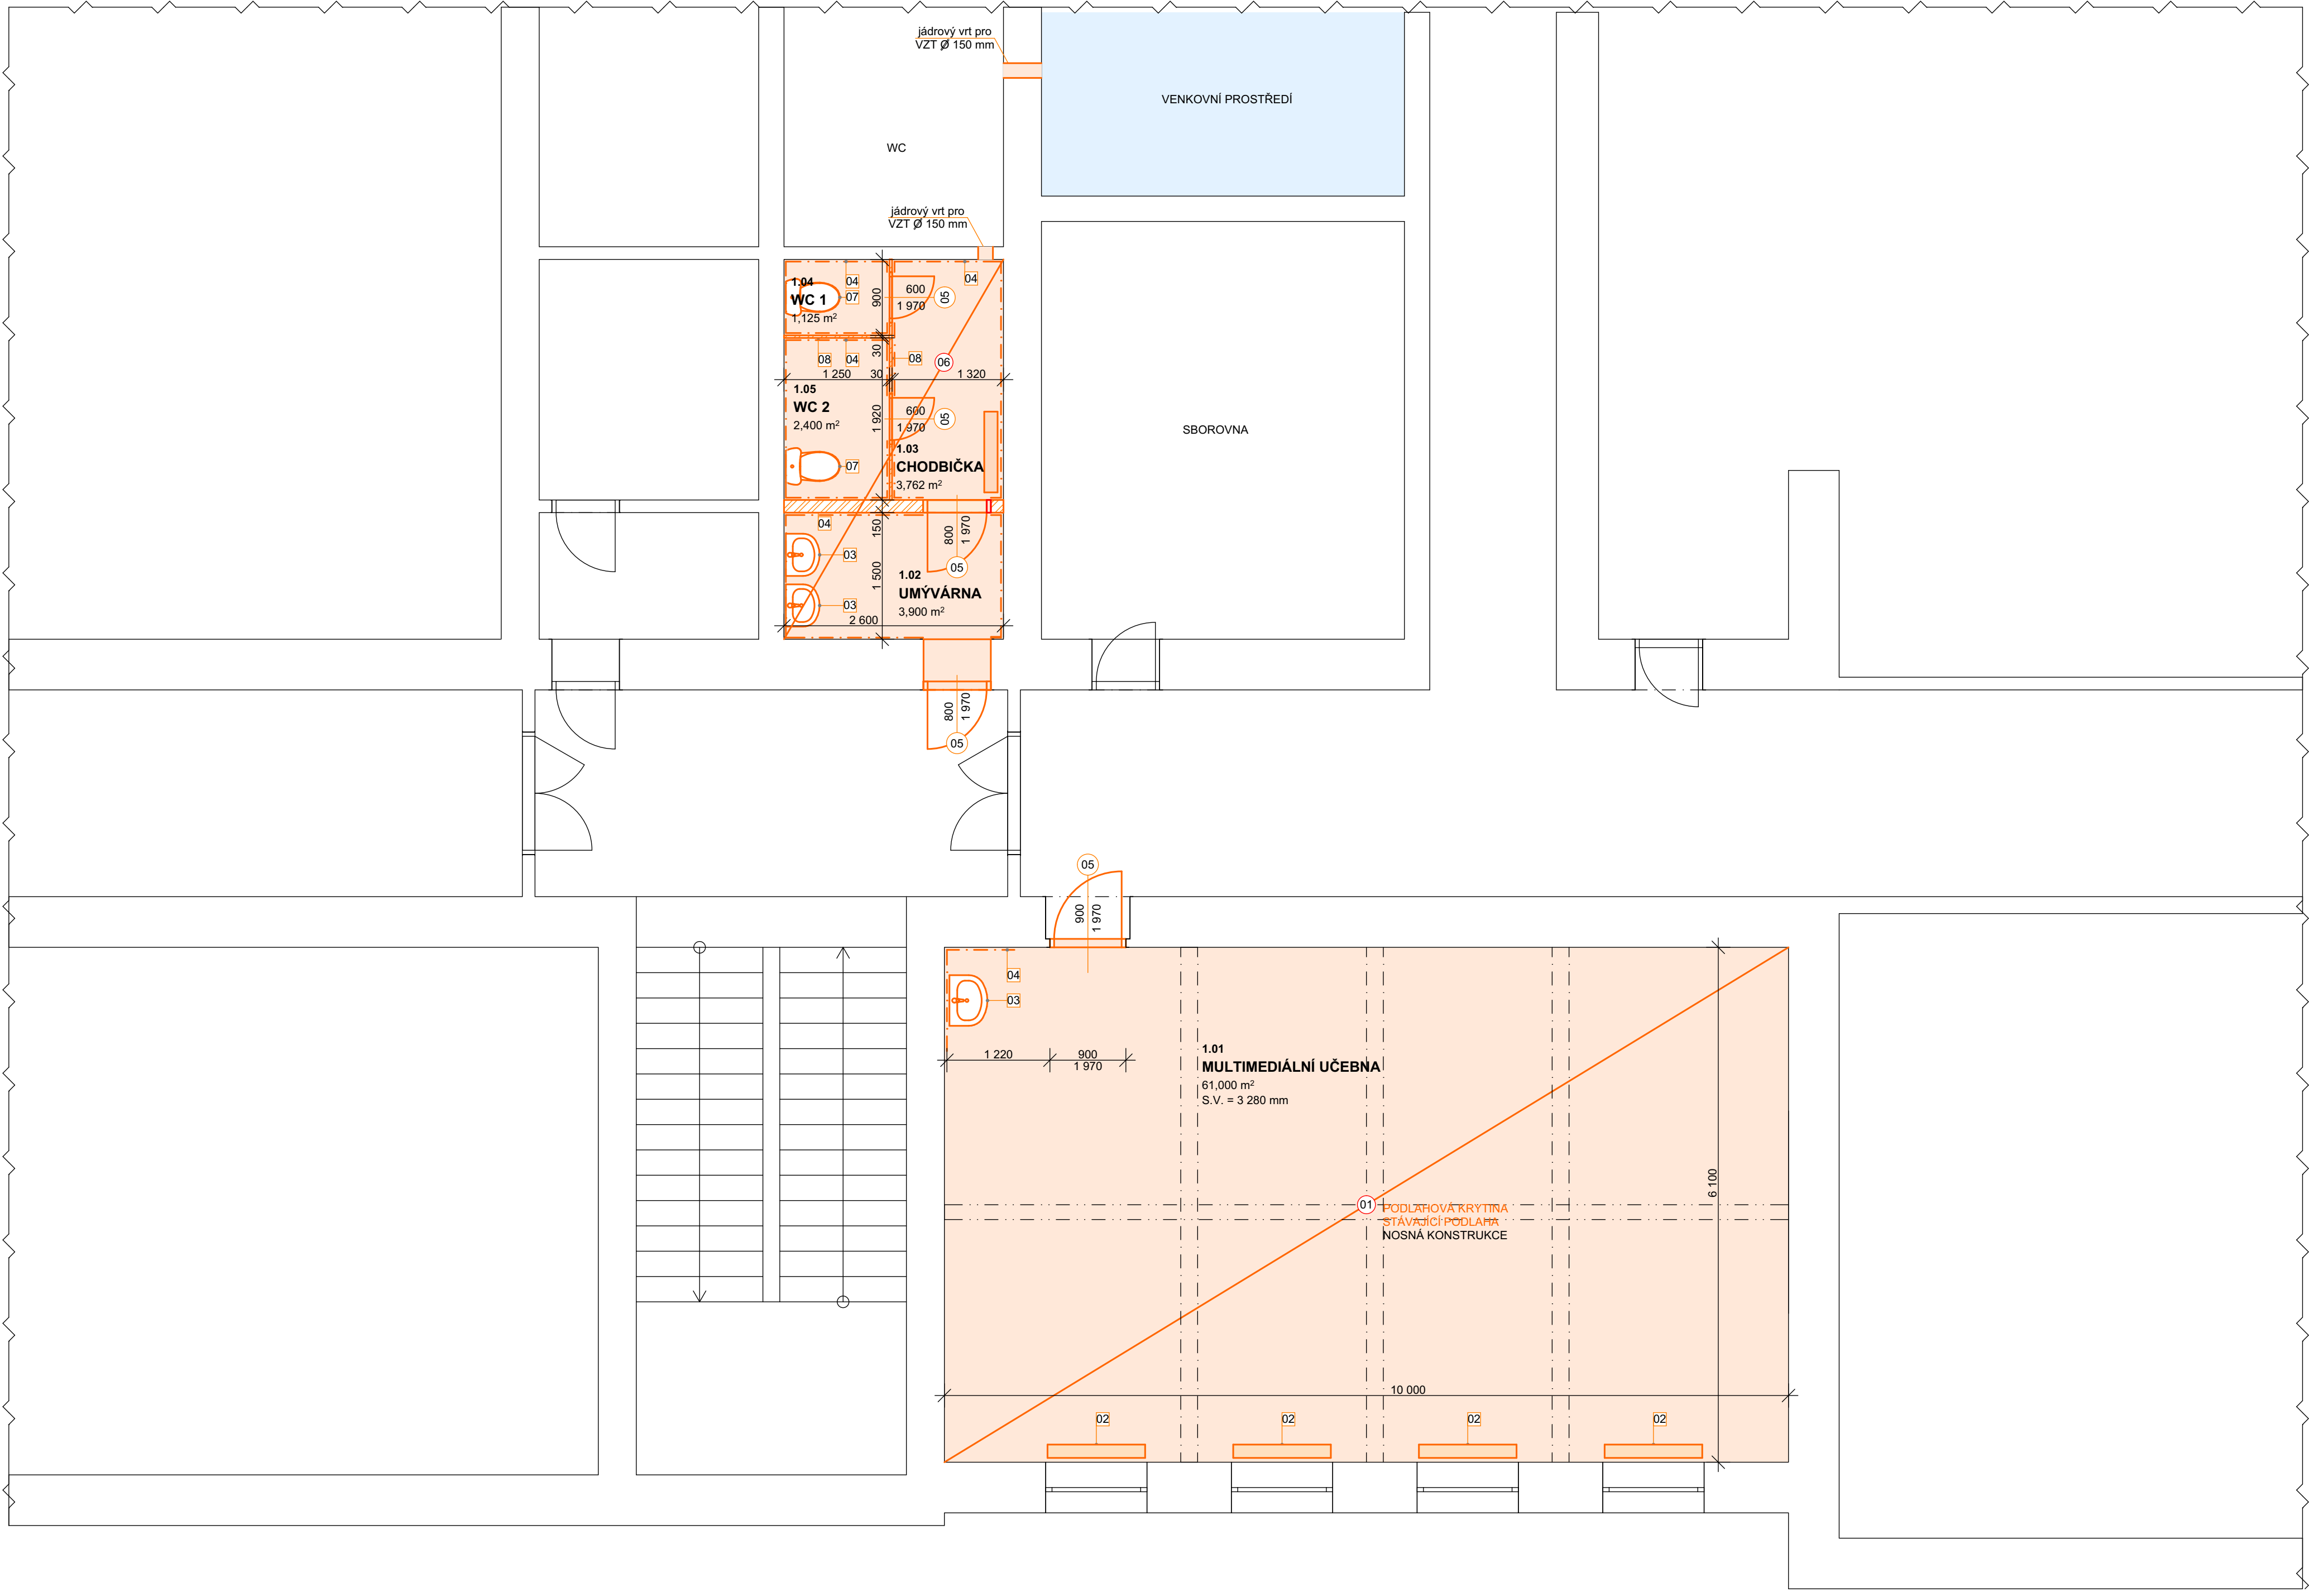 jádrový vrt pro
VZT Ø 150 mm
VENKOVNÍ PROSTŘEDÍ
WC
jádrový vrt pro
VZT Ø 150 mm
1.04
WC 1
1,125 m²
04
07
900
600
1 970
05
04
30
08
04
08
06
1 250
30
1 320
1.05
WC 2
2,400 m²
1 920
600
1 970
05
07
1.03
CHODBIČKA
3,762 m²
SBOROVNA
04
150
03
800
1 970
05
1 500
1.02
UMÝVÁRNA
3,900 m²
03
2 600
800
1 970
05
05
900
1 970
04
03
1 220
900
1 970
1.01
MULTIMEDIÁLNÍ UČEBNA
61,000 m²
S.V. = 3 280 mm
6 100
01
PODLAHOVÁ KRYTINA
STÁVAJÍCÍ PODLAHA
NOSNÁ KONSTRUKCE
10 000
02
02
02
02